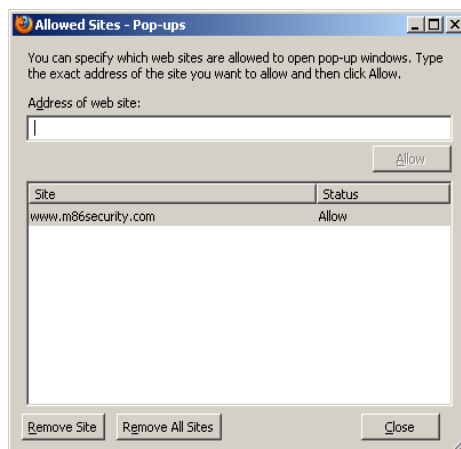 Allowed Sites - Pop-ups
You can specify which web sites are allowed to open pop-up windows. Type
the exact address of the site you want to allow and then click Allow.
Address of web site:
Allow
Site Status
www.m86security.com Allow
Remove Site Remove All Sites Close